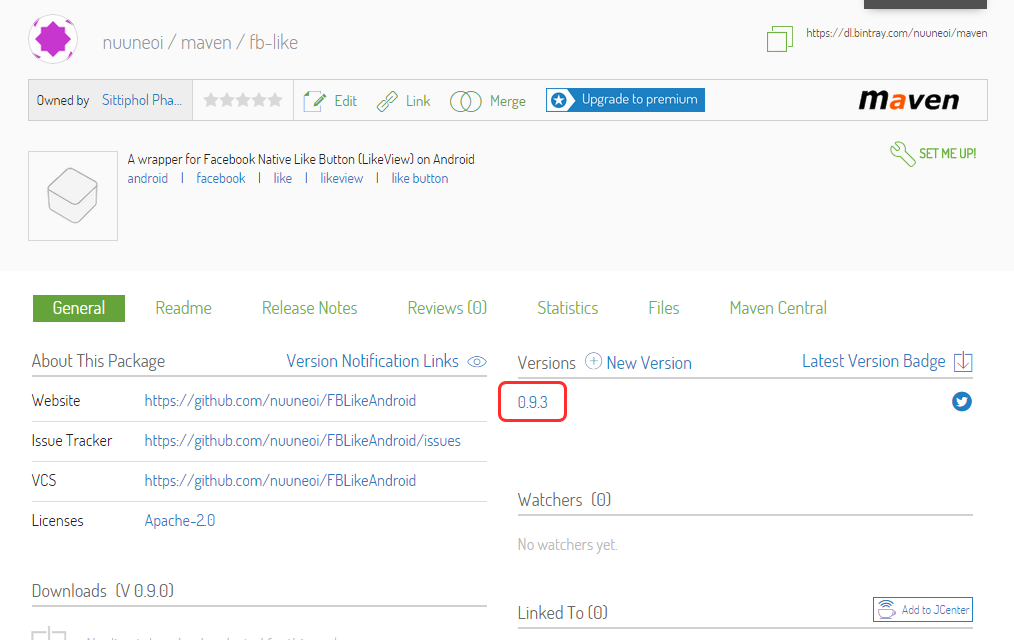 nuuneoi / maven / fb-like
https://dl.bintray.com/nuuneoi/maven
Owned by Sittiphol Pha... Edit Link Merge Upgrade to premium maven
SET ME UP!
A wrapper for Facebook Native Like Button (LikeView) on Android
android | facebook | like | likeview | like button
General Readme Release Notes Reviews (0) Statistics Files Maven Central
About This Package Version Notification Links
Website https://github.com/nuuneoi/FBLikeAndroid
Issue Tracker https://github.com/nuuneoi/FBLikeAndroid/issues
VCS https://github.com/nuuneoi/FBLikeAndroid
Licenses Apache-2.0
Downloads (V 0.9.0)
Versions New Version Latest Version Badge
0.9.3
Watchers (0)
No watchers yet.
Linked To (0) Add to JCenter